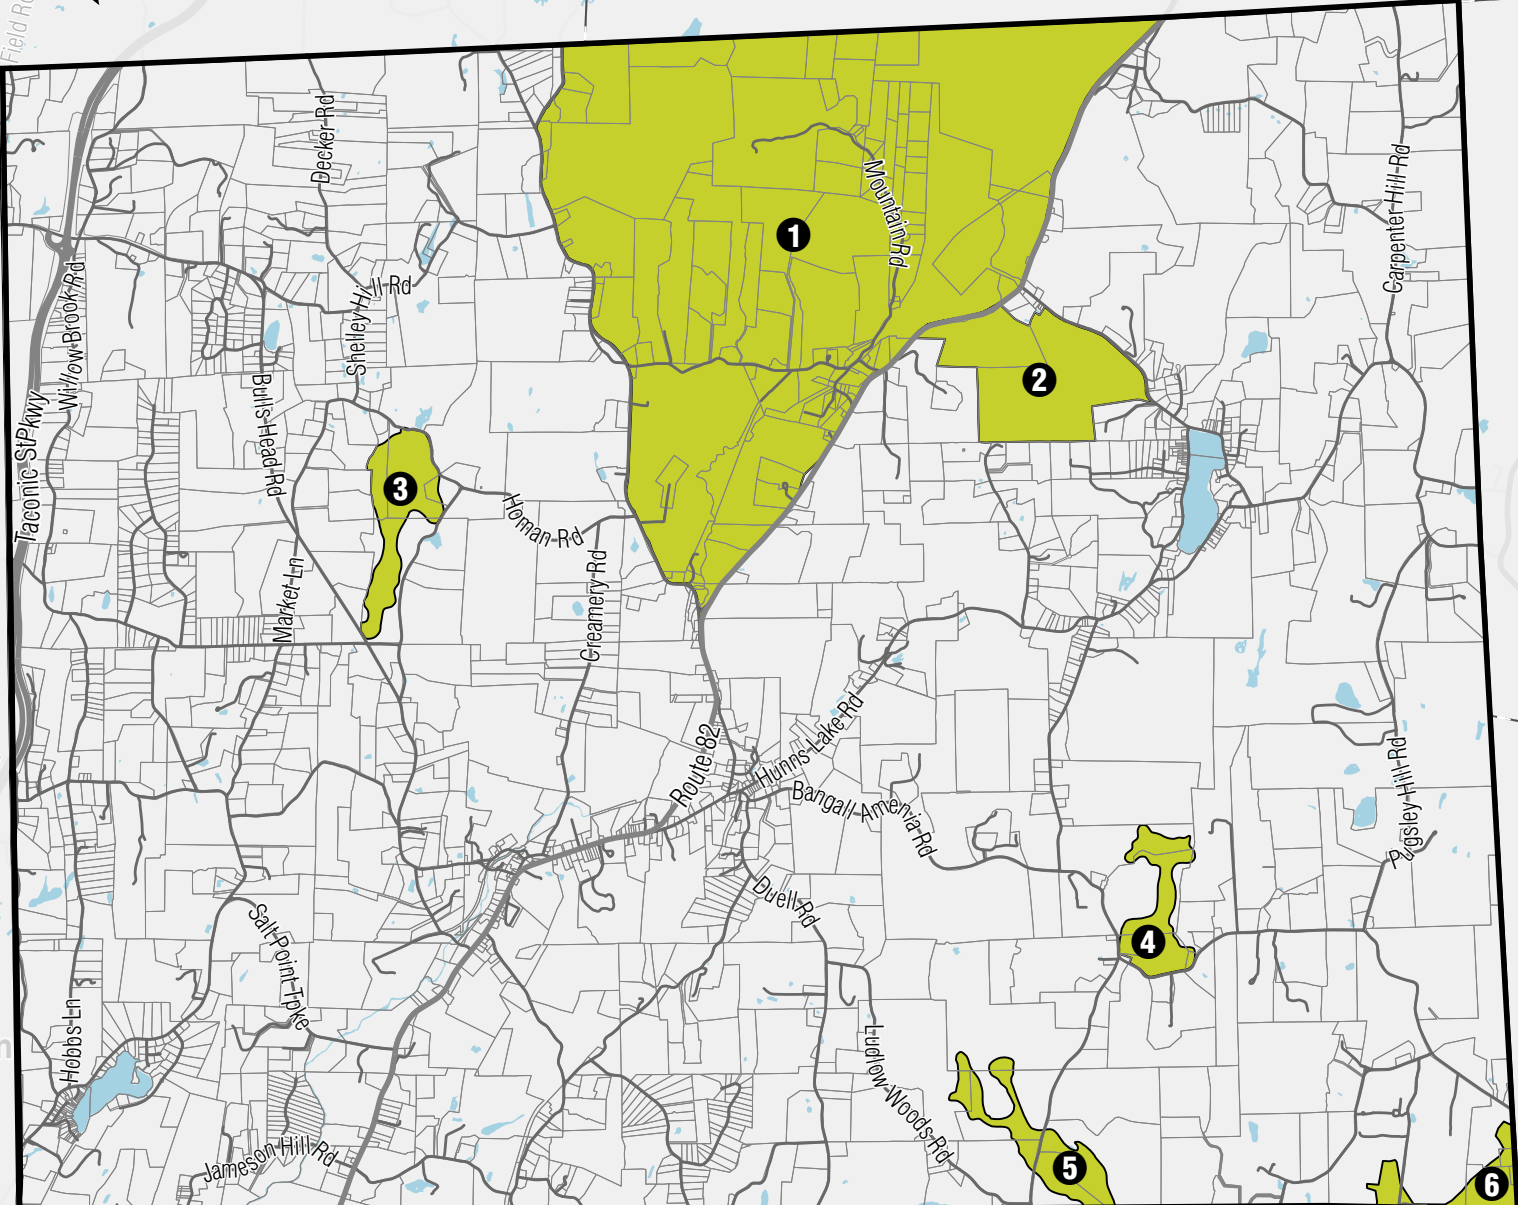 Field Rd
Decker Rd
Mountain Rd
1
Carpenter Hill Rd
Willow Brook Rd
Shelley Hill Rd
2
Taconic St Pkwy
Bulls Head Rd
3
Homan Rd
Market Ln
Creamery Rd
Route 82
Hunns Lake Rd
Bangall Amenia Rd
Pugsley Hill Rd
Duell Rd
Salt Point Tpke
4
Hobbs Ln
Ludlow Woods Rd
Jameson Hill Rd
5
6